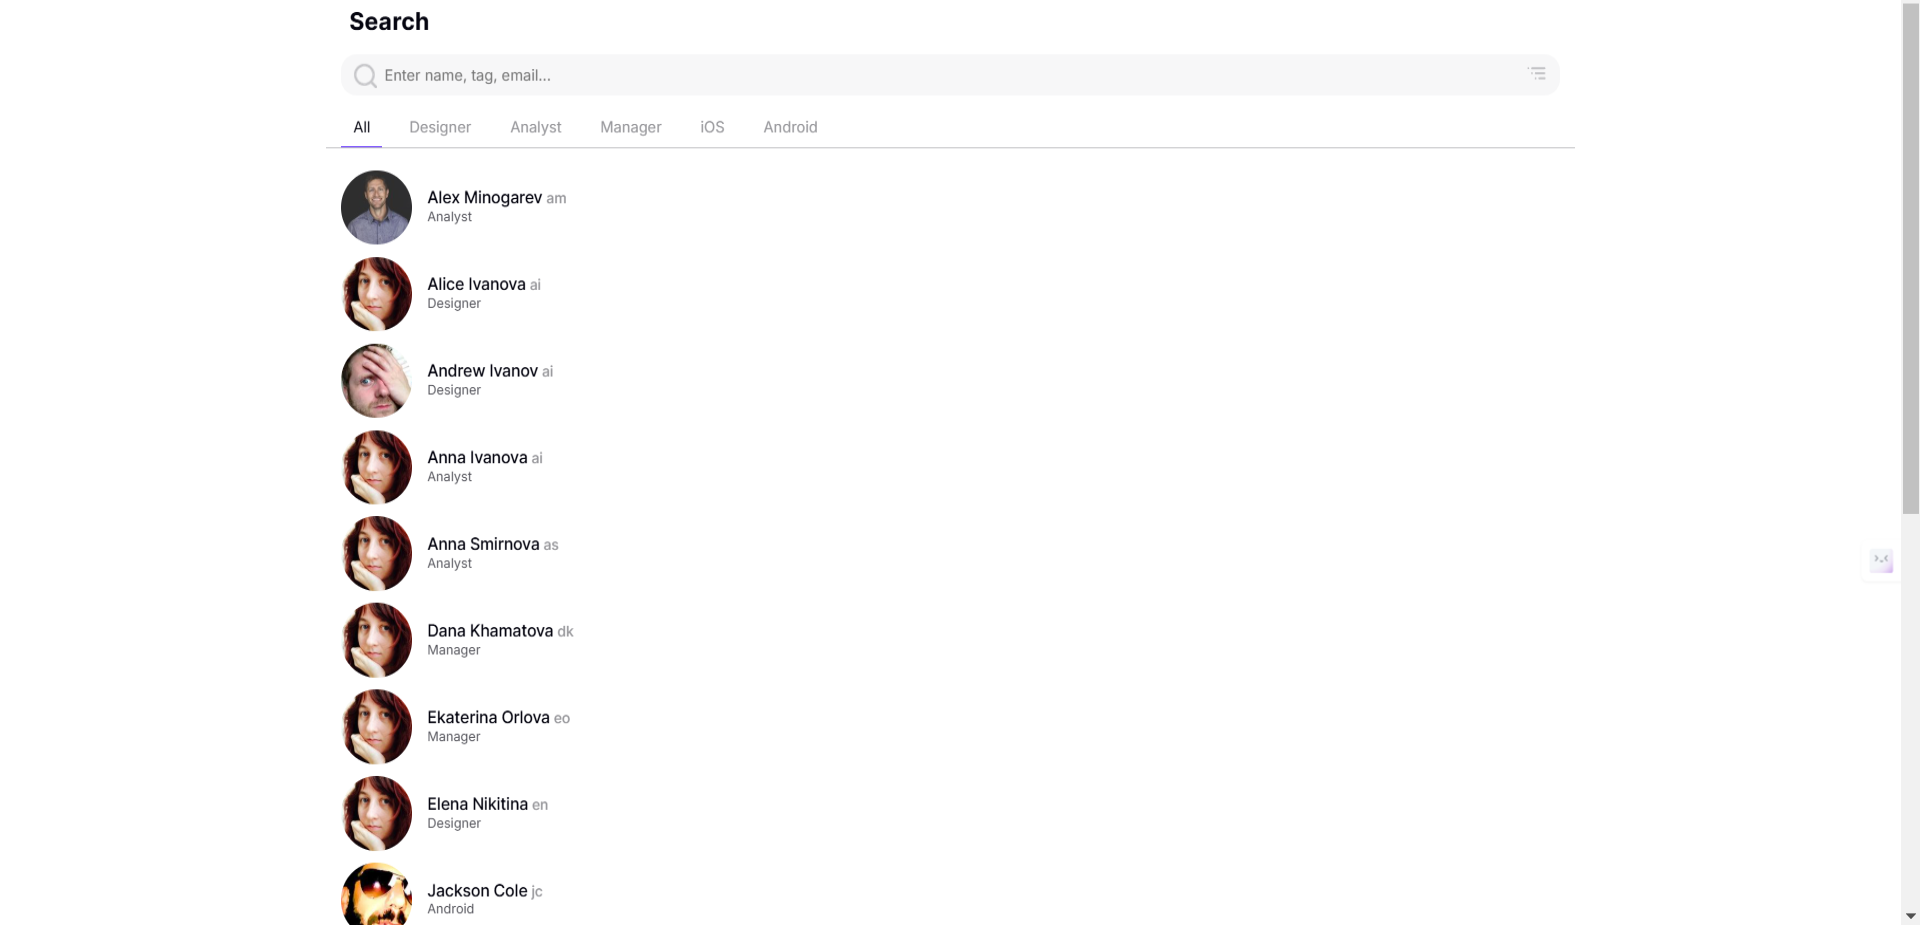 Search
Enter name, tag, email...
All Designer Analyst Manager iOS Android
Alex Minogarev am
Analyst
Alice Ivanova ai
Designer
Andrew Ivanov ai
Designer
Anna Ivanova ai
Analyst
Anna Smirnova as
Analyst
Dana Khamatova dk
Manager
Ekaterina Orlova eo
Manager
Elena Nikitina en
Designer
Jackson Cole jc
Android